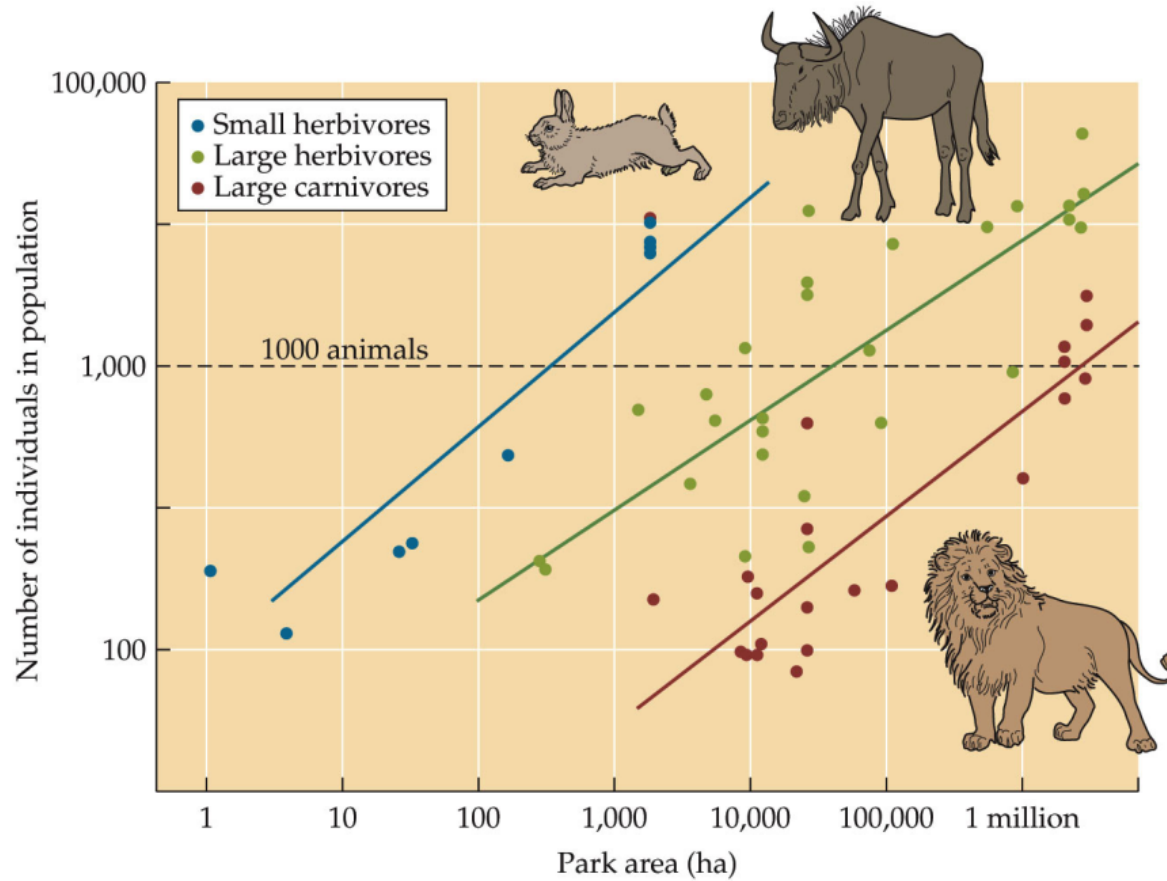 100,000
Small herbivores
Large herbivores
Large carnivores
1000 animals
1,000
100
Number of individuals in population
1 10 100 1,000 10,000 100,000 1 million
Park area (ha)